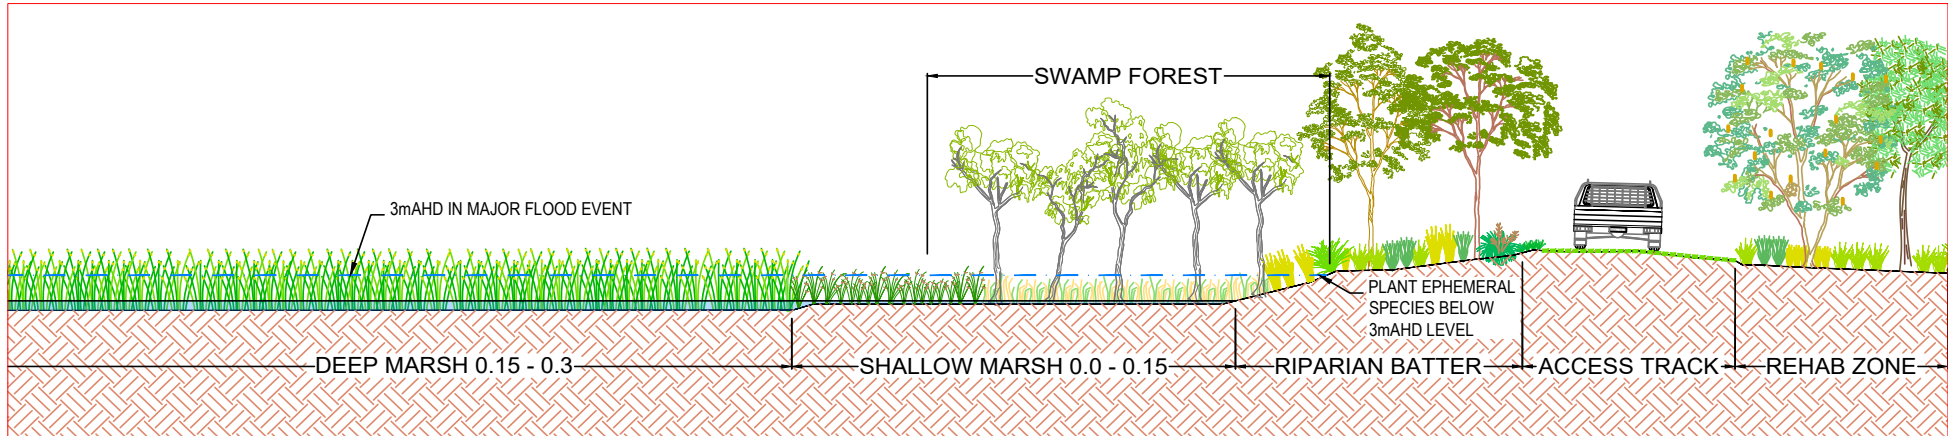 SWAMP FOREST
3mAHD IN MAJOR FLOOD EVENT
PLANT EPHEMERAL
SPECIES BELOW
3mAHD LEVEL
DEEP MARSH 0.15 - 0.3
SHALLOW MARSH 0.0 - 0.15
RIPARIAN BATTER
ACCESS TRACK
REHAB ZONE